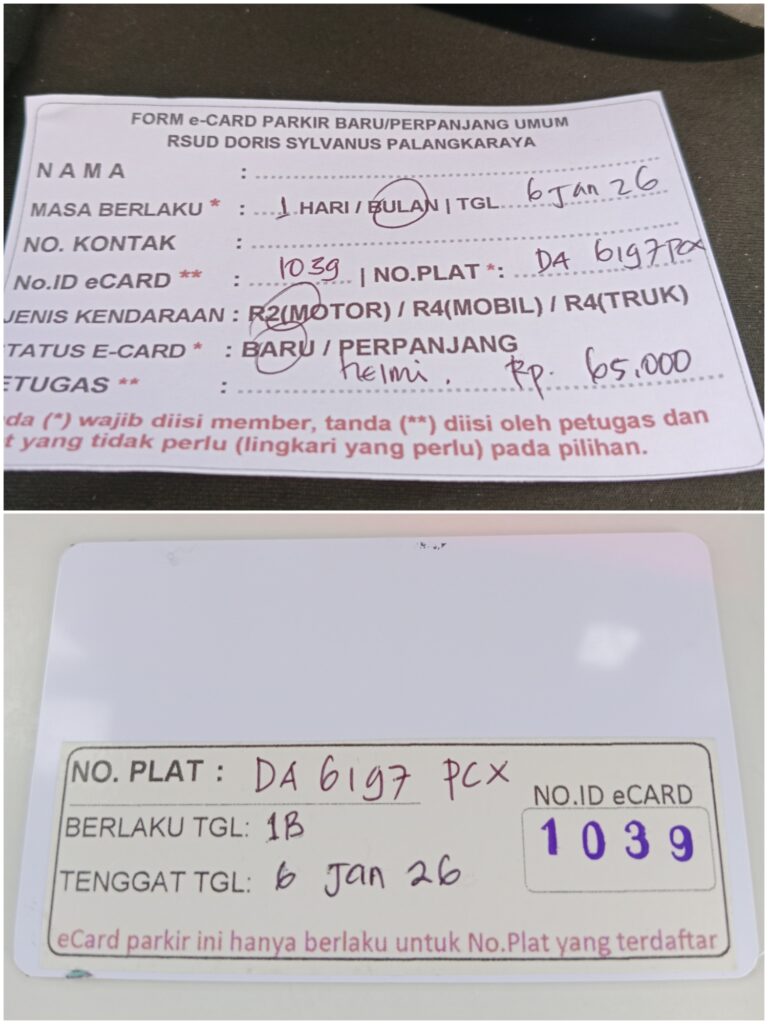 FORM e-CARD PARKIR BARU/PERPANJANG UMUM
RSUD DORIS SYLVANUS PALANGKARAYA
NAMA :
MASA BERLAKU * : 1 HARI / BULAN | TGL 6 Jan 26
NO. KONTAK :
No.ID eCARD ** : 1039 | NO.PLAT *: DA 6197 PCX
JENIS KENDARAAN : R2(MOTOR) / R4(MOBIL) / R4(TRUK)
TATUS E-CARD * : BARU / PERPANJANG
ETUGAS ** : helmi. Rp. 65.000
da (*) wajib diisi member, tanda (**) diisi oleh petugas dan
t yang tidak perlu (lingkari yang perlu) pada pilihan.
NO. PLAT : DA 6197 PCX
NO.ID eCARD
BERLAKU TGL: 1B
1039
TENGGAT TGL: 6 Jan 26
eCard parkir ini hanya berlaku untuk No.Plat yang terdaftar